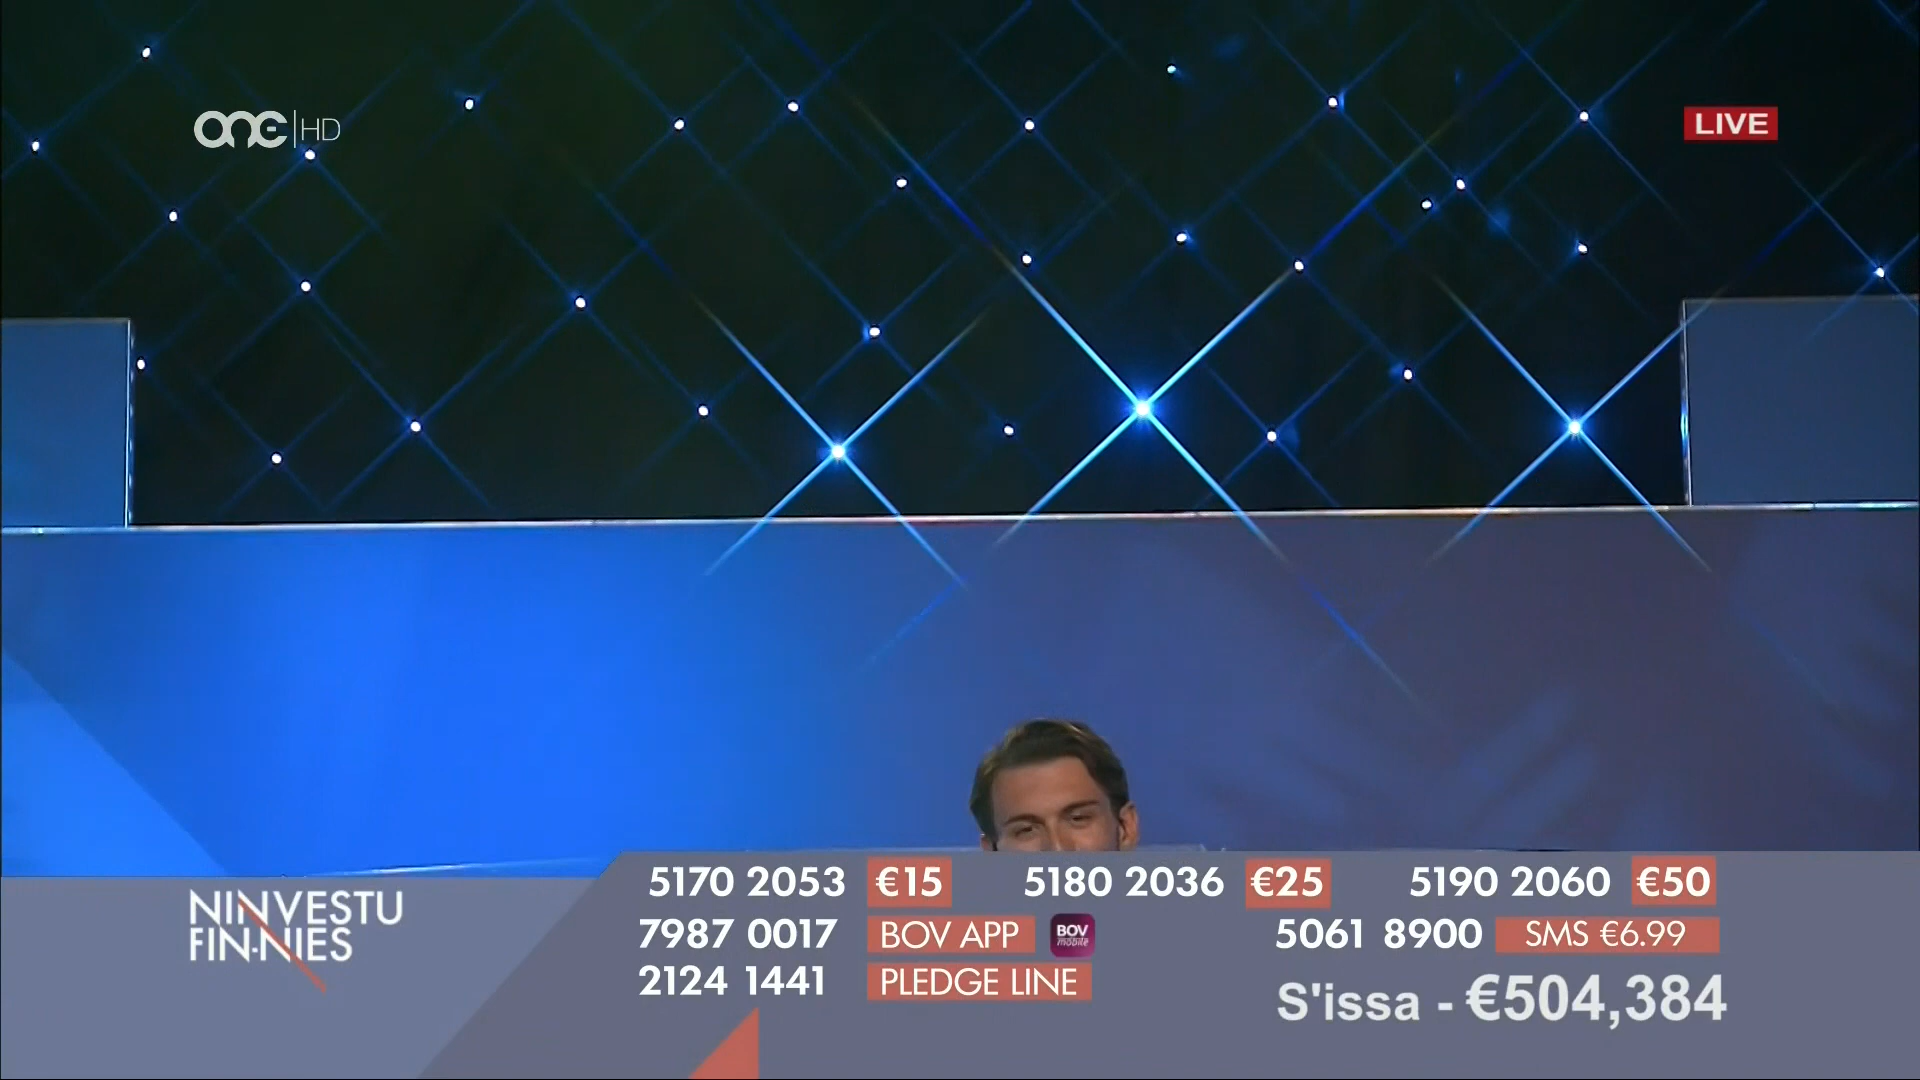 one HD
LIVE
5170 2053 €15 5180 2036 €25 5190 2060 €50
NINVESTU
FIN-NIES
7987 0017 BOV APP BOV mobile 5061 8900 SMS €6.99
2124 1441 PLEDGE LINE
S'issa - €504,384